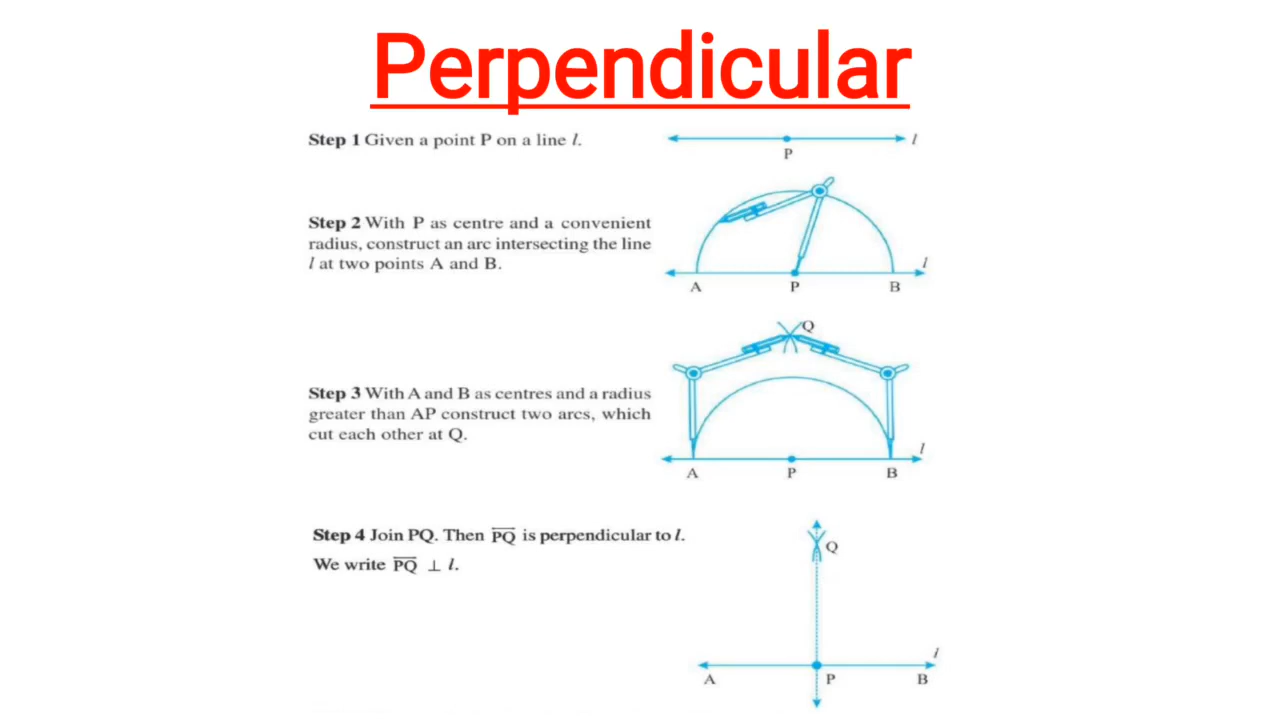 Perpendicular
Step 1 Given a point P on a line l.
l
P
Step 2 With P as centre and a convenient
radius, construct an arc intersecting the line
l at two points A and B.
l
A P B
Q
Step 3 With A and B as centres and a radius
greater than AP construct two arcs, which
cut each other at Q.
l
A P B
Step 4 Join PQ. Then PQ is perpendicular to l.
We write PQ ⊥ l.
Q
l
A P B